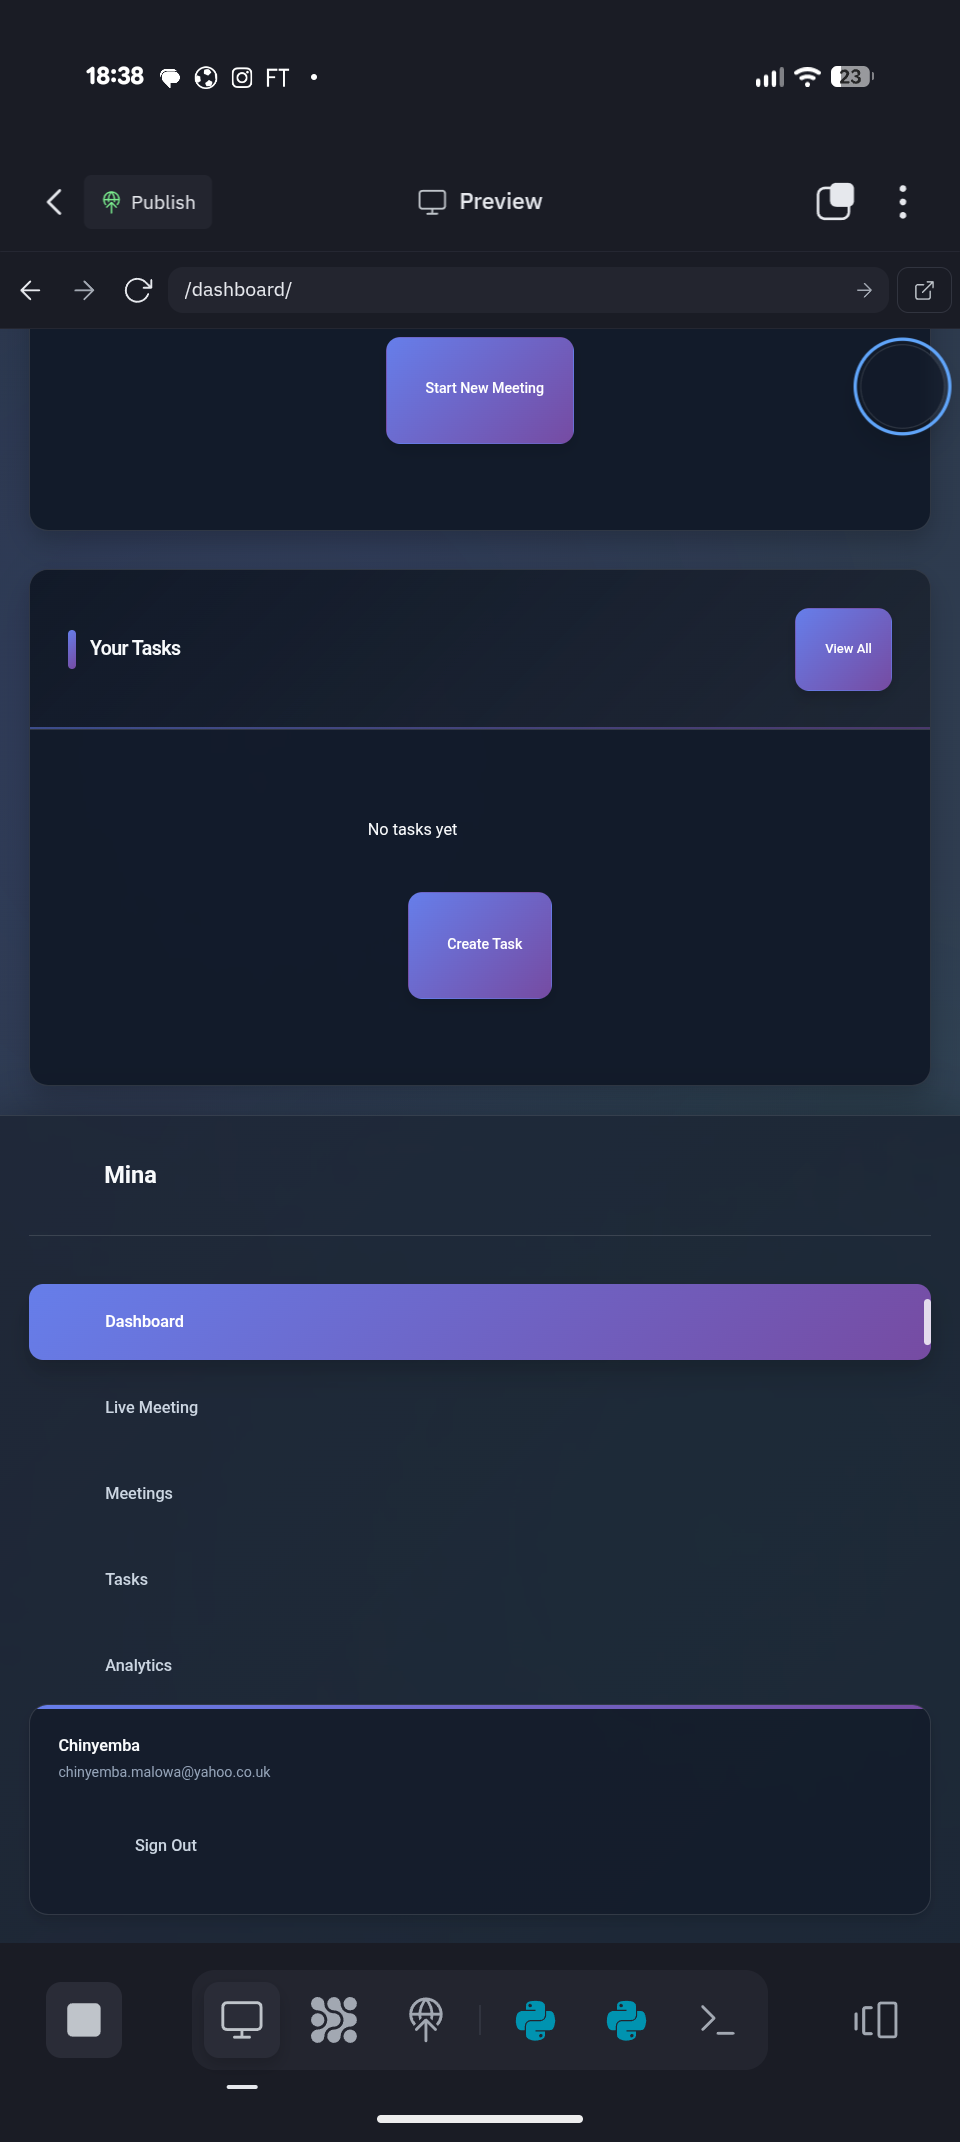 18:38
FT
23
Publish
Preview
/dashboard/
Start New Meeting
Your Tasks
View All
No tasks yet
Create Task
Mina
Dashboard
Live Meeting
Meetings
Tasks
Analytics
Chinyemba
chinyemba.malowa@yahoo.co.uk
Sign Out